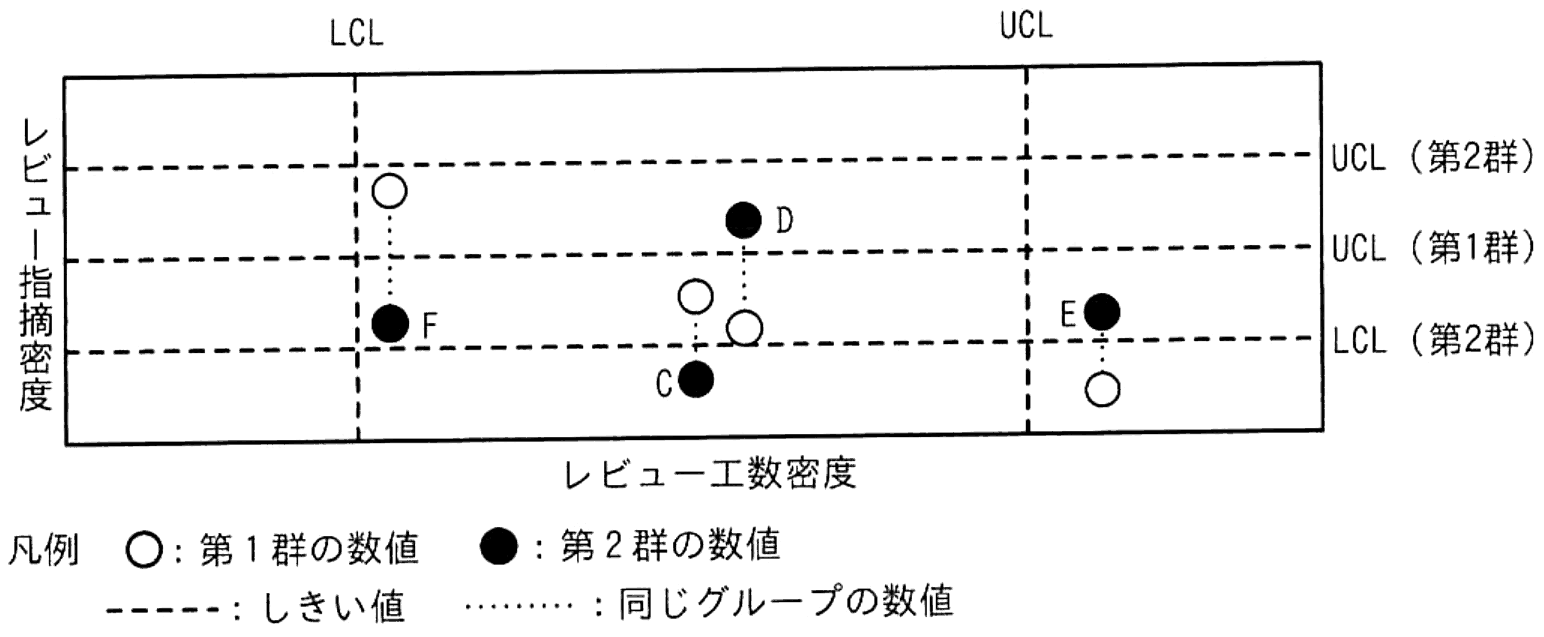 LCL
UCL
レビュー指摘密度
UCL（第2群）
D
UCL（第1群）
F
E
LCL（第2群）
C
レビュー工数密度
凡例 ○：第１群の数値 ●：第２群の数値
-----：しきい値 ………：同じグループの数値